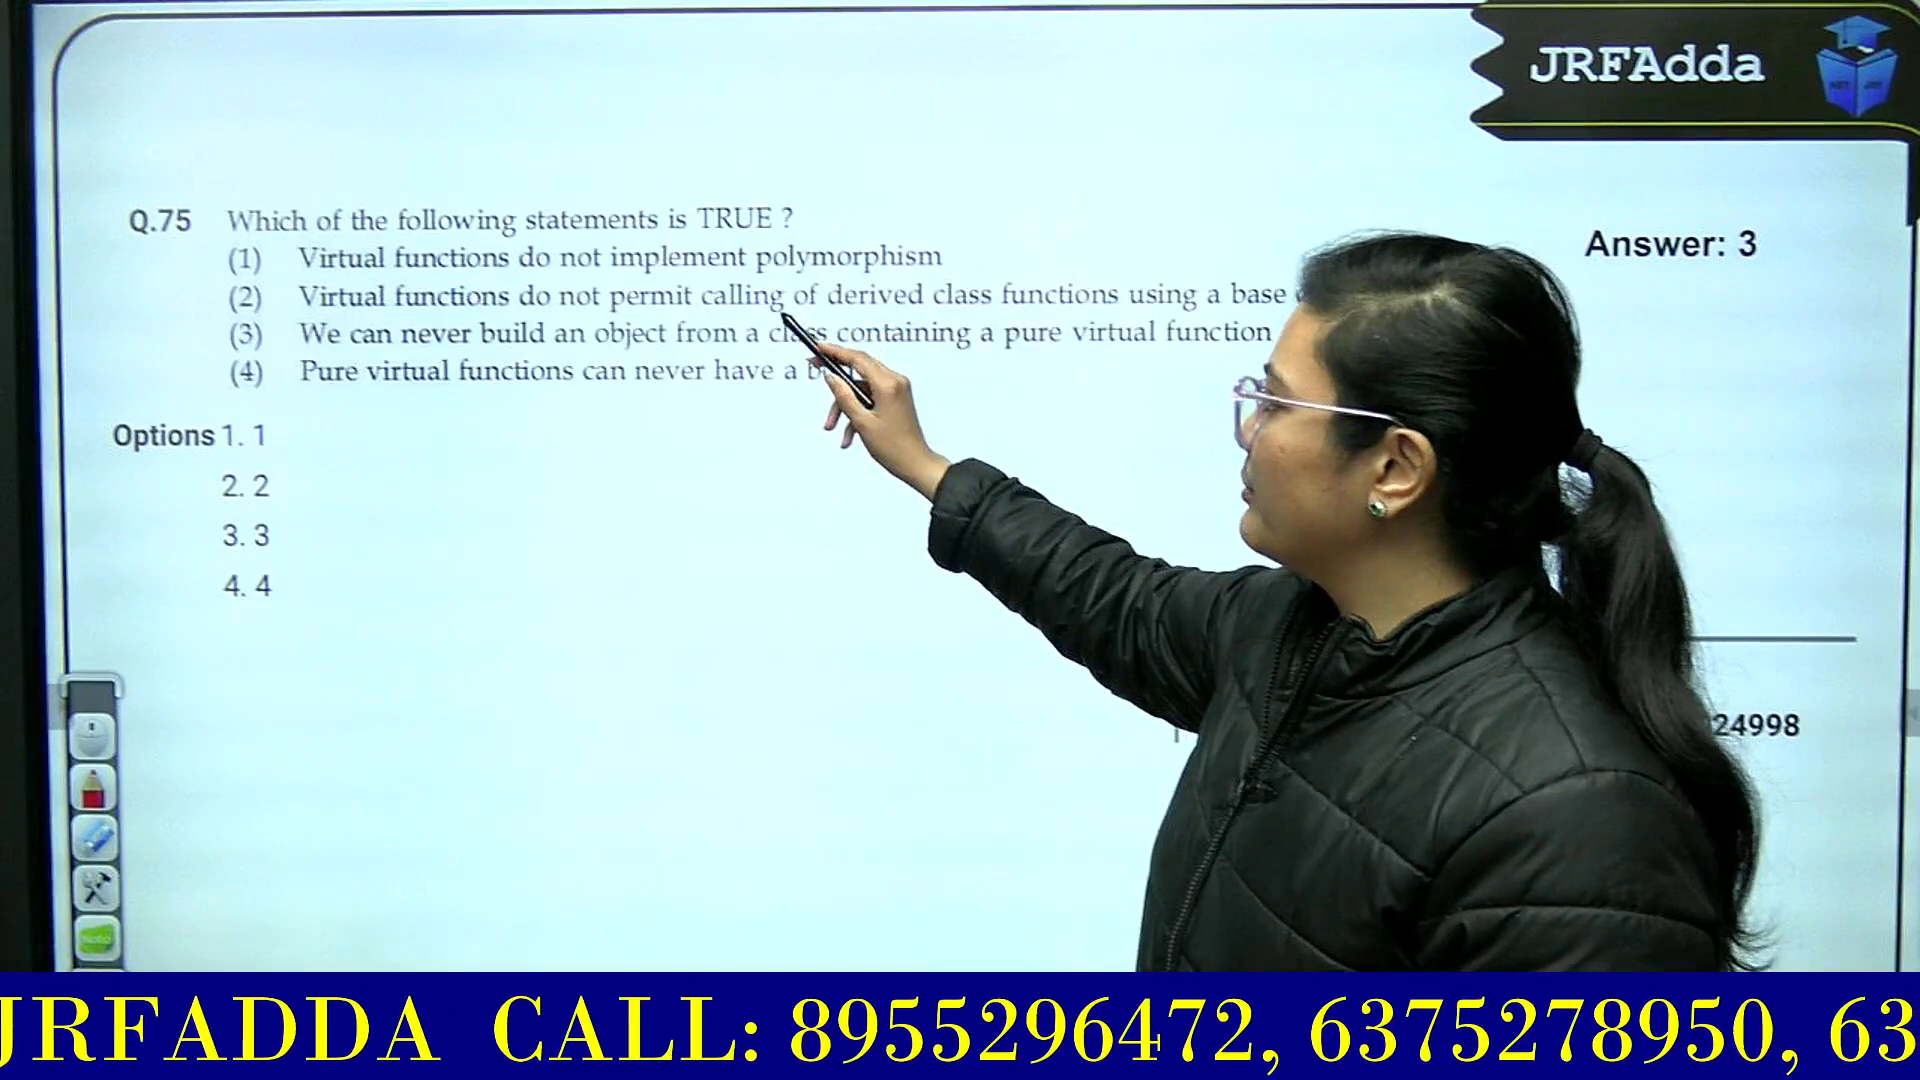 JRFAdda
Q.75 Which of the following statements is TRUE ?
Answer: 3
(1) Virtual functions do not implement polymorphism
(2) Virtual functions do not permit calling of derived class functions using a base
(3) We can never build an object from a class containing a pure virtual function
(4) Pure virtual functions can never have a
Options 1. 1
2. 2
3. 3
4. 4
24998
JRFADDA CALL: 8955296472, 6375278950, 63